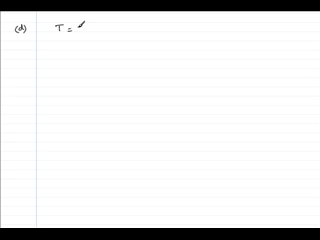 (d) T =